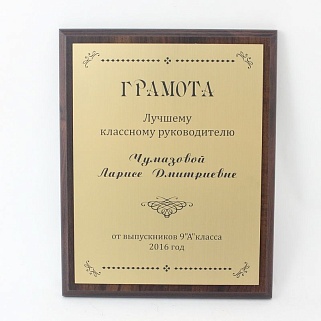 ГРАМОТА
Лучшему
классному руководителю
Чумазовой
Ларисе Дмитриевне
от выпускников 9"А"класса
2016 год